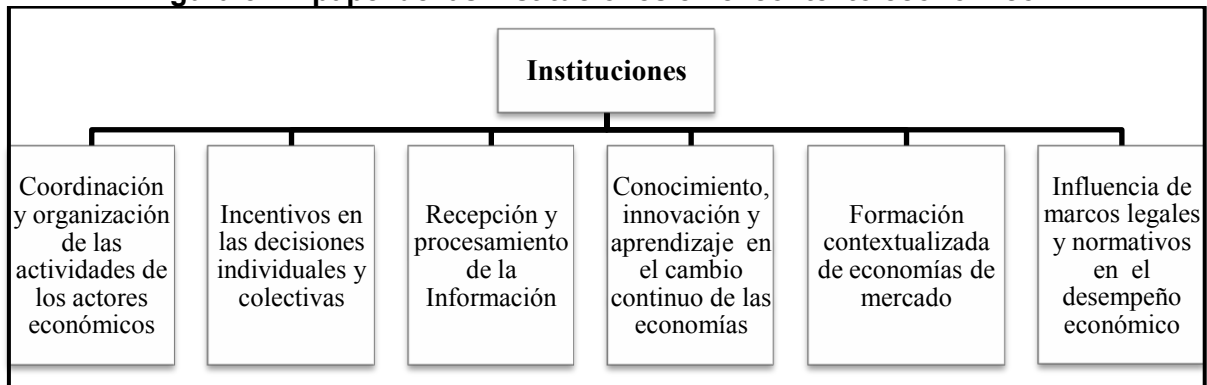 Instituciones
Coordinación
y organización
de las
actividades de
los actores
económicos
Incentivos en
las decisiones
individuales y
colectivas
Recepción y
procesamiento
de la
Información
Conocimiento,
innovación y
aprendizaje en
el cambio
continuo de las
economías
Formación
contextualizada
de economías de
mercado
Influencia de
marcos legales
y normativos
en el
desempeño
económico